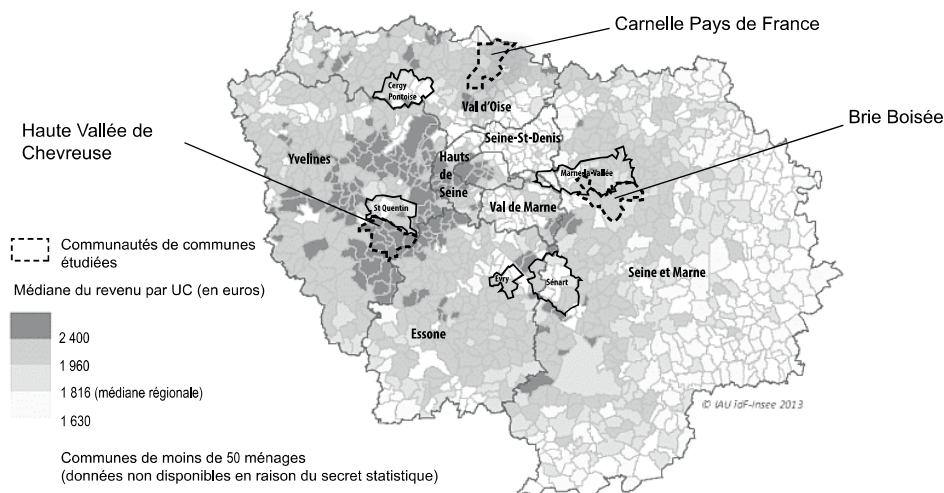 Carnelle Pays de France
Cergy
Pontoise
Val d'Oise
Haute Vallée de
Chevreuse
Seine-St-Denis
Brie Boisée
Yvelines
Hauts
de
Seine
Marne-la-Vallée
St Quentin
Val de Marne
Communautés de communes
étudiées
Médiane du revenu par UC (en euros)
Evry
Sénart
Seine et Marne
Essone
2 400
1 960
1 816 (médiane régionale)
1 630
© IAU îdF-Insee 2013
Communes de moins de 50 ménages
(données non disponibles en raison du secret statistique)